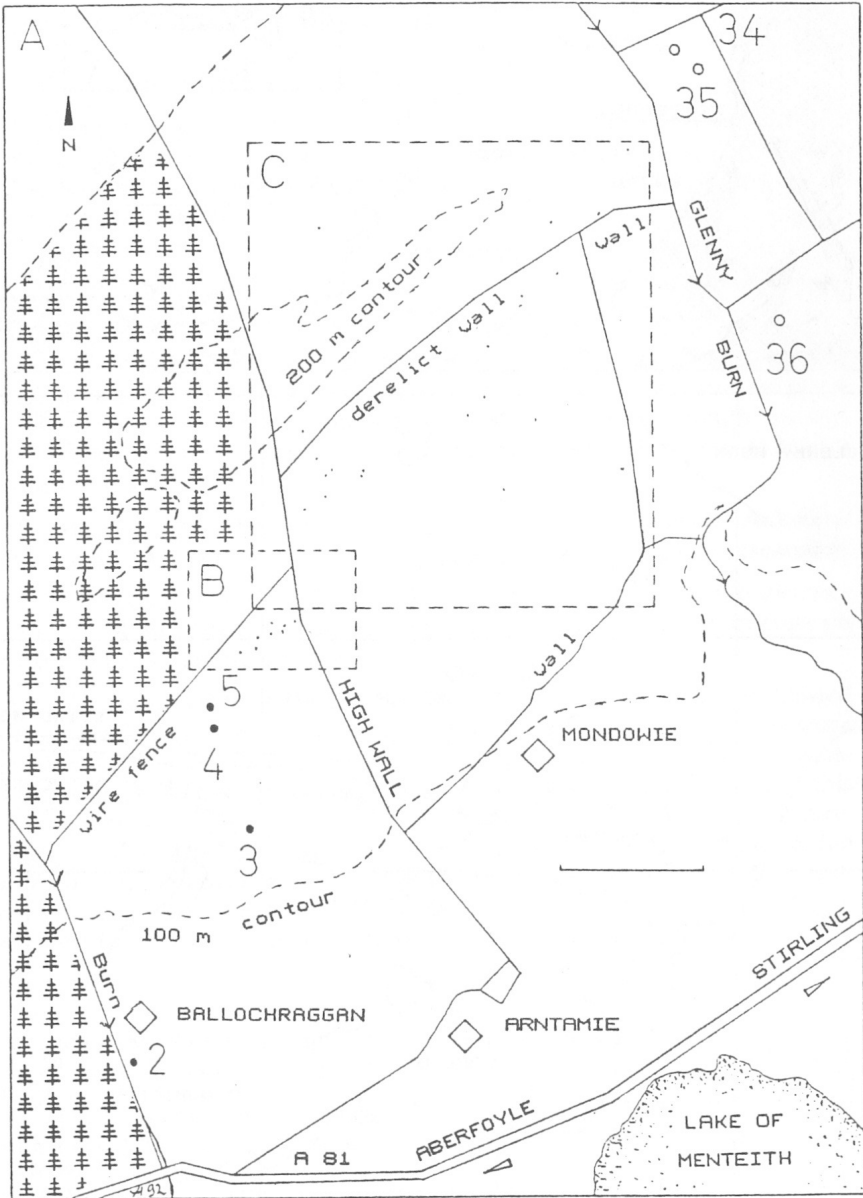 A
N
34
35
C
GLENNY
BURN
wall
200 m contour
derelict wall
36
B
5
4
wire fence
HIGH WALL
wall
MONDOWIE
3
100 m contour
Burn
BALLOCHRAGGAN
ARNTAMIE
STIRLING
2
ABERFOYLE
A 81
LAKE OF
MENTEITH